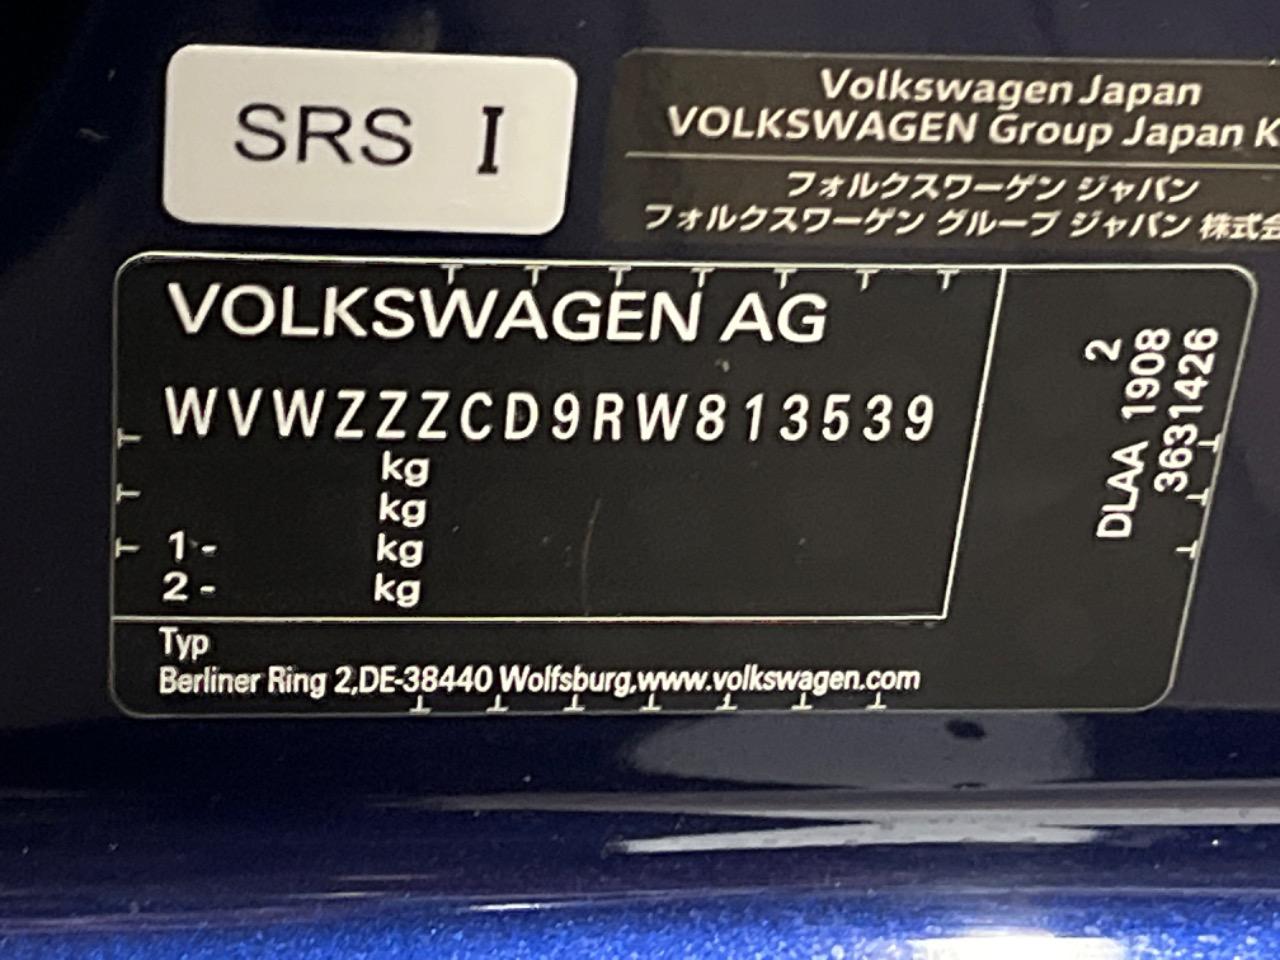 SRS I
Volkswagen Japan
VOLKSWAGEN Group Japan K
フォルクスワーゲン ジャパン
フォルクスワーゲン グループ ジャパン 株式会
VOLKSWAGEN AG
WVWZZZCD9RW813539
kg
kg
1 - kg
2 - kg
Typ
Berliner Ring 2,DE-38440 Wolfsburg,www.volkswagen.com
2
DLAA 1908
3631426